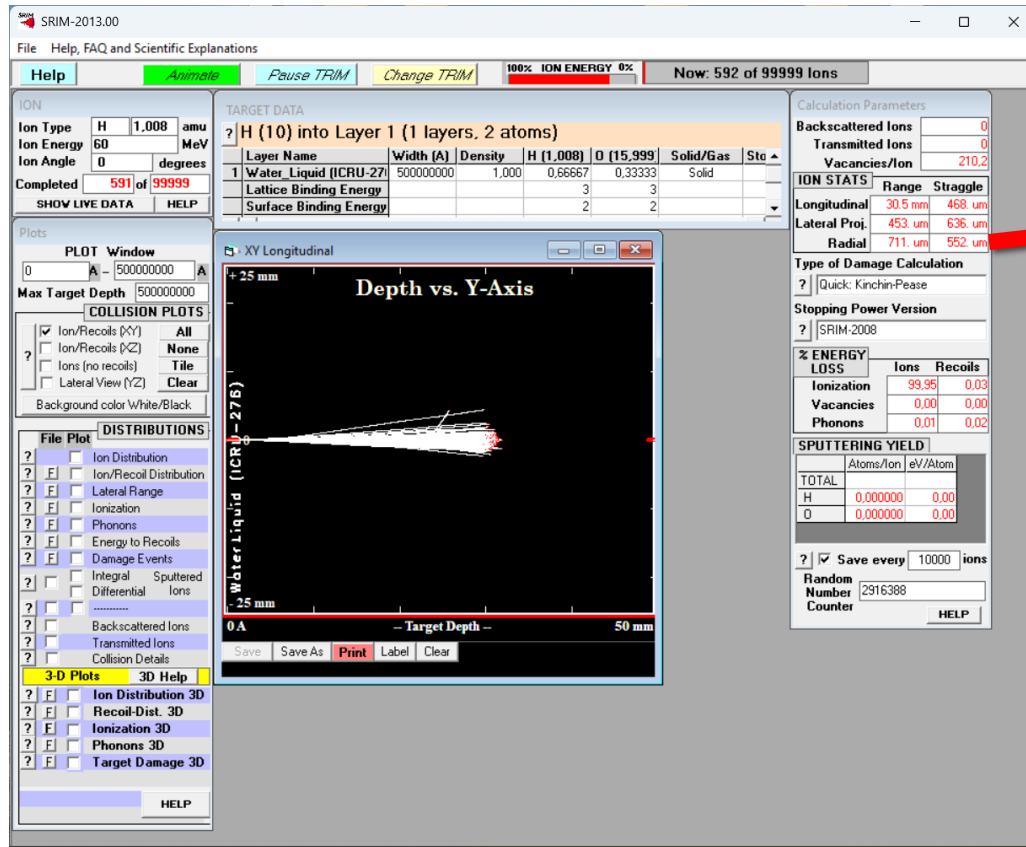 SRIM-2013.00
File Help, FAQ and Scientific Explanations
Help
Animate
Pause TRIM
Change TRIM
100% ION ENERGY 0%
Now: 592 of 99999 Ions
ION
Ion Type H 1,008 amu
Ion Energy 60 MeV
Ion Angle 0 degrees
Completed 591 of 99999
SHOW LIVE DATA HELP
TARGET DATA
? H (10) into Layer 1 (1 layers, 2 atoms)
Layer Name Width (A) Density H (1,008) O (15,999 Solid/Gas Sto
1 Water_Liquid (ICRU-27 500000000 1,000 0,66667 0,33333 Solid
Lattice Binding Energy 3 3
Surface Binding Energy 2 2
Plots
PLOT Window
0 A - 500000000 A
Max Target Depth 500000000
COLLISION PLOTS
Ion/Recoils (XY) All
Ion/Recoils (XZ) None
? Ions (no recoils) Tile
Lateral View (YZ) Clear
Background color White/Black
DISTRIBUTIONS
File Plot
? Ion Distribution
? F Ion/Recoil Distribution
? F Lateral Range
? F Ionization
? F Phonons
? F Energy to Recoils
? F Damage Events
? Integral Sputtered
Differential Ions
? -----------
? Backscattered Ions
? Transmitted Ions
? Collision Details
3-D Plots 3D Help
? F Ion Distribution 3D
? F Recoil-Dist. 3D
? F Ionization 3D
? F Phonons 3D
? F Target Damage 3D
HELP
XY Longitudinal
+ 25 mm
Depth vs. Y-Axis
0
Water Liquid (ICRU-276)
- 25 mm
0 A -- Target Depth -- 50 mm
Save Save As Print Label Clear
Calculation Parameters
Backscattered Ions 0
Transmitted Ions 0
Vacancies/Ion 210,2
ION STATS Range Straggle
Longitudinal 30.5 mm 468. um
Lateral Proj. 453. um 636. um
Radial 711. um 552. um
Type of Damage Calculation
? Quick: Kinchin-Pease
Stopping Power Version
? SRIM-2008
% ENERGY LOSS Ions Recoils
Ionization 99,95 0,03
Vacancies 0,00 0,00
Phonons 0,01 0,02
SPUTTERING YIELD
Atoms/Ion eV/Atom
TOTAL
H 0,000000 0,00
O 0,000000 0,00
? Save every 10000 ions
Random
Number 2916388
Counter
HELP